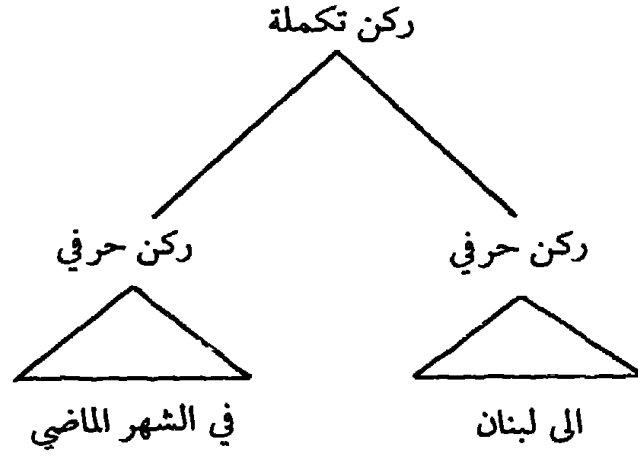 ركن تكملة
ركن حرفي
ركن حرفي
الى لبنان
في الشهر الماضي